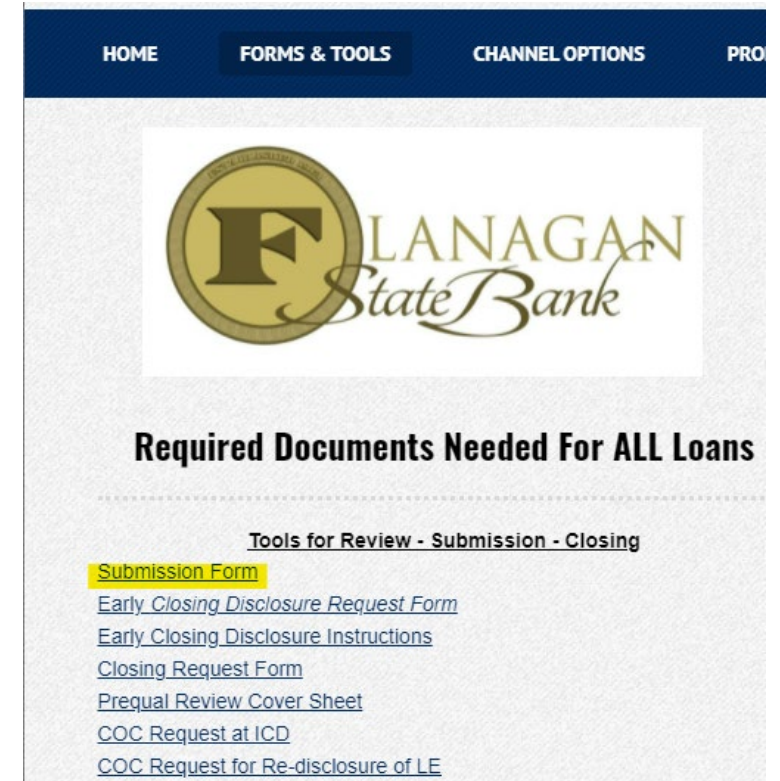 HOME FORMS & TOOLS CHANNEL OPTIONS
FLANAGAN
State Bank
Required Documents Needed For ALL Loans
Tools for Review - Submission - Closing
Submission Form
Early Closing Disclosure Request Form
Early Closing Disclosure Instructions
Closing Request Form
Prequal Review Cover Sheet
COC Request at ICD
COC Request for Re-disclosure of LE